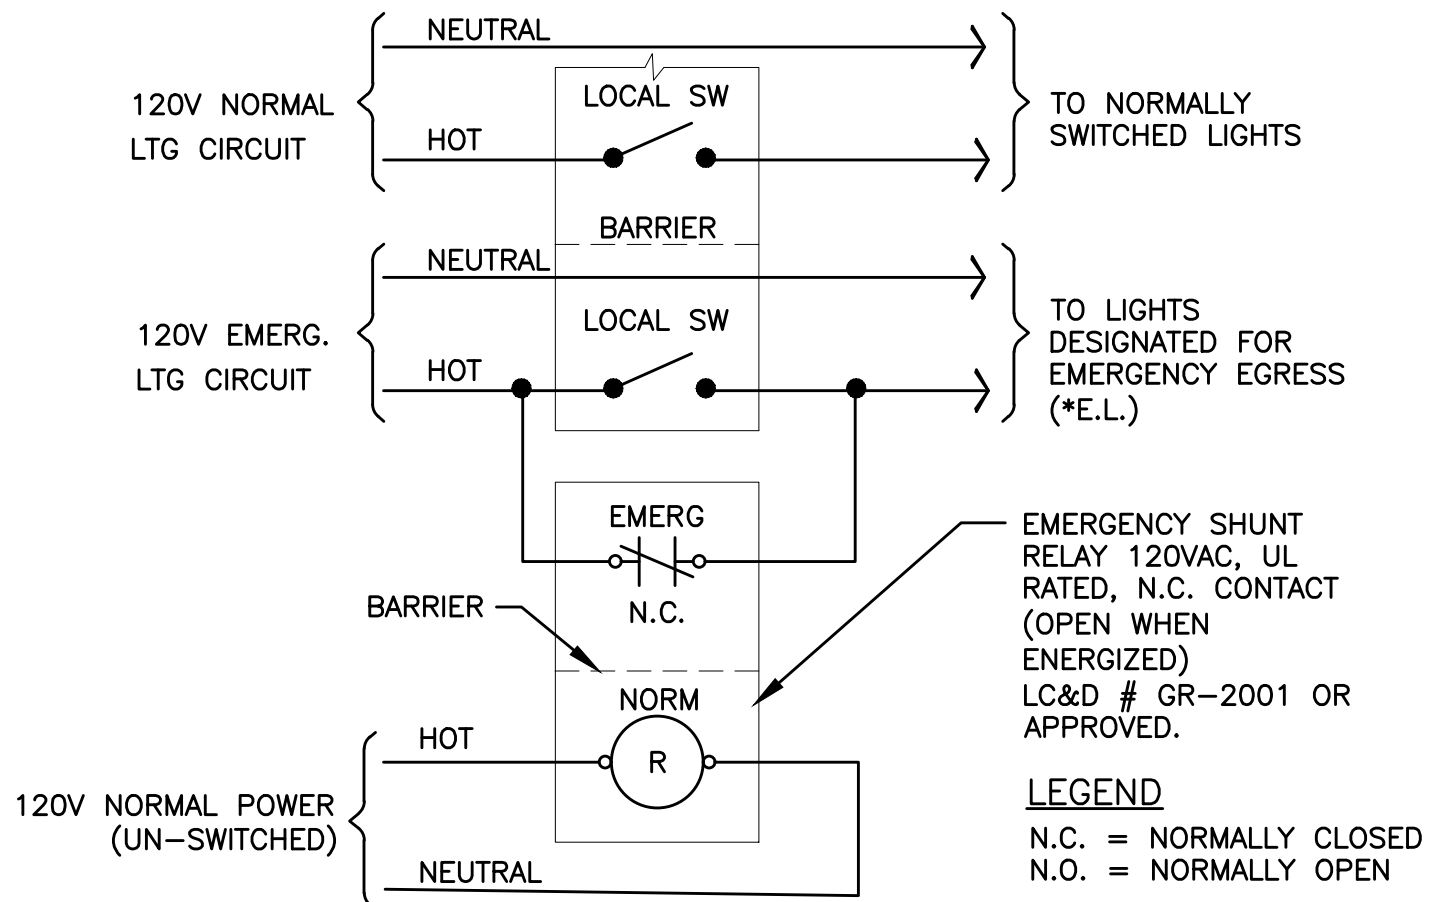 NEUTRAL
LOCAL SW
120V NORMAL
LTG CIRCUIT
HOT
TO NORMALLY
SWITCHED LIGHTS
BARRIER
NEUTRAL
LOCAL SW
120V EMERG.
LTG CIRCUIT
HOT
TO LIGHTS
DESIGNATED FOR
EMERGENCY EGRESS
(*E.L.)
EMERG
N.C.
BARRIER
EMERGENCY SHUNT
RELAY 120VAC, UL
RATED, N.C. CONTACT
(OPEN WHEN
ENERGIZED)
LC&D # GR-2001 OR
APPROVED.
NORM
HOT
R
120V NORMAL POWER
(UN-SWITCHED)
NEUTRAL
LEGEND
N.C. = NORMALLY CLOSED
N.O. = NORMALLY OPEN